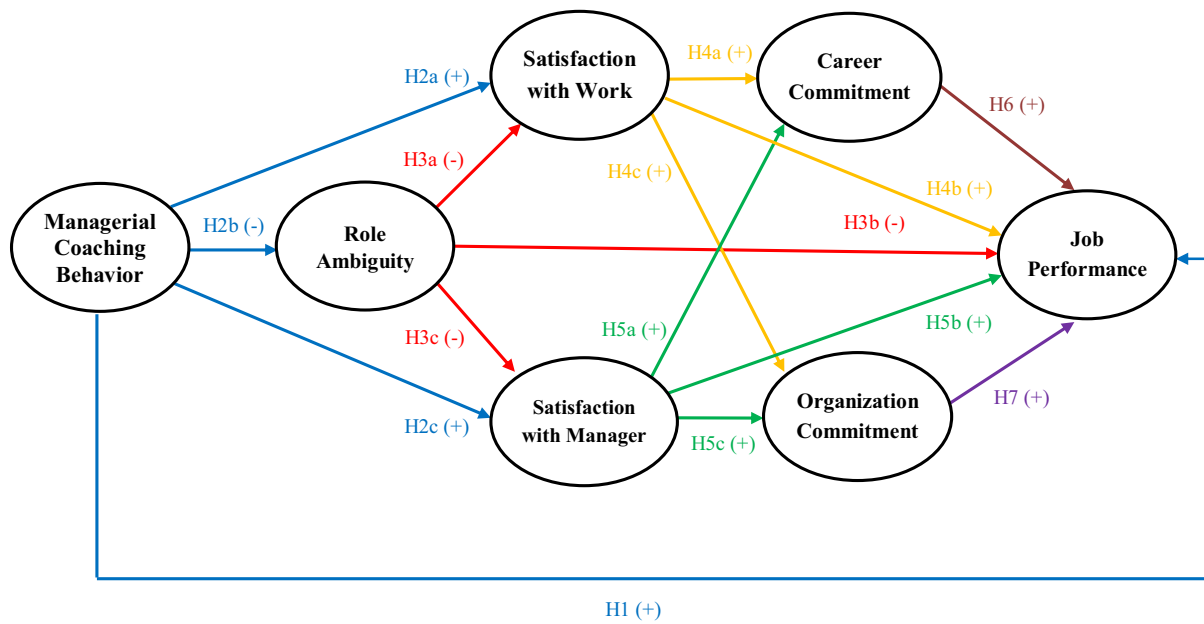 Satisfaction
with Work
H4a (+)
Career
Commitment
H2a (+)
H6 (+)
H3a (-)
H4c (+)
H4b (+)
Managerial
Coaching
Behavior
H2b (-)
Role
Ambiguity
H3b (-)
Job
Performance
H3c (-)
H5a (+)
H5b (+)
H2c (+)
Satisfaction
with Manager
H5c (+)
Organization
Commitment
H7 (+)
H1 (+)